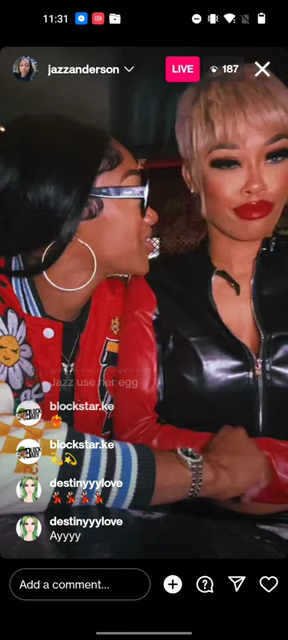 11:31
jazzanderson
LIVE
187
Jazz use her egg
blockstar.ke
blockstar.ke
destinyyylove
destinyyylove
Ayyyy
Add a comment...